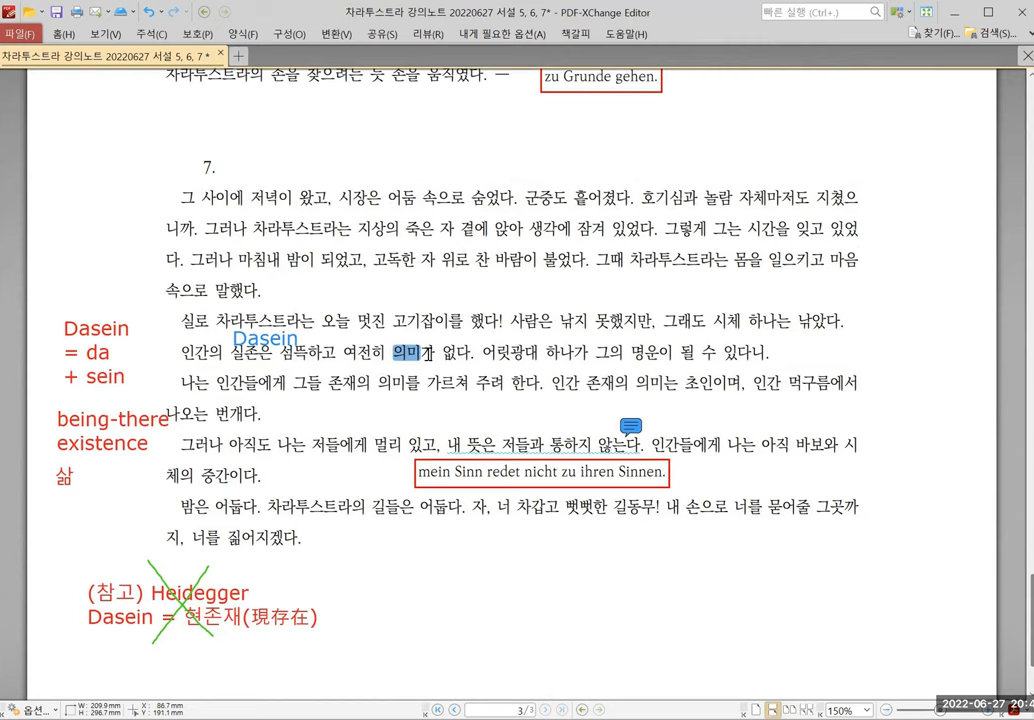 차라투스트라 강의노트 20220627 서설 5, 6, 7* - PDF-XChange Editor
빠른 실행 (Ctrl+.)
파일(F) 홈(H) 보기(V) 주석(C) 보호(P) 양식(F) 구성(O) 변환(V) 공유(S) 리뷰(R) 내게 필요한 옵션(A) 책갈피 도움말(H)
찾기(F)... 검색(S)...
차라투스트라 강의노트 20220627 서설 5, 6, 7 *
차라투스트라의 손을 찾으려는 듯 손을 움직였다. —
zu Grunde gehen.
7.
그 사이에 저녁이 왔고, 시장은 어둠 속으로 숨었다. 군중도 흩어졌다. 호기심과 놀람 자체마저도 지쳤으
니까. 그러나 차라투스트라는 지상의 죽은 자 곁에 앉아 생각에 잠겨 있었다. 그렇게 그는 시간을 잊고 있었
다. 그러나 마침내 밤이 되었고, 고독한 자 위로 찬 바람이 불었다. 그때 차라투스트라는 몸을 일으키고 마음
속으로 말했다.
실로 차라투스트라는 오늘 멋진 고기잡이를 했다! 사람은 낚지 못했지만, 그래도 시체 하나는 낚았다.
Dasein
인간의 실존은 섬뜩하고 여전히 의미가 없다. 어릿광대 하나가 그의 명운이 될 수 있다니.
나는 인간들에게 그들 존재의 의미를 가르쳐 주려 한다. 인간 존재의 의미는 초인이며, 인간 먹구름에서
나오는 번개다.
그러나 아직도 나는 저들에게 멀리 있고, 내 뜻은 저들과 통하지 않는다. 인간들에게 나는 아직 바보와 시
체의 중간이다.
mein Sinn redet nicht zu ihren Sinnen.
밤은 어둡다. 차라투스트라의 길들은 어둡다. 자, 너 차갑고 뻣뻣한 길동무! 내 손으로 너를 묻어줄 그곳까
지, 너를 짊어지겠다.
Dasein
= da
+ sein
being-there
existence
삶
(참고) Heidegger
Dasein = 현존재(現存在)
옵션...
W: 209.9 mm
H: 296.7 mm
X: 86.7 mm
Y: 191.1 mm
3/3
150%